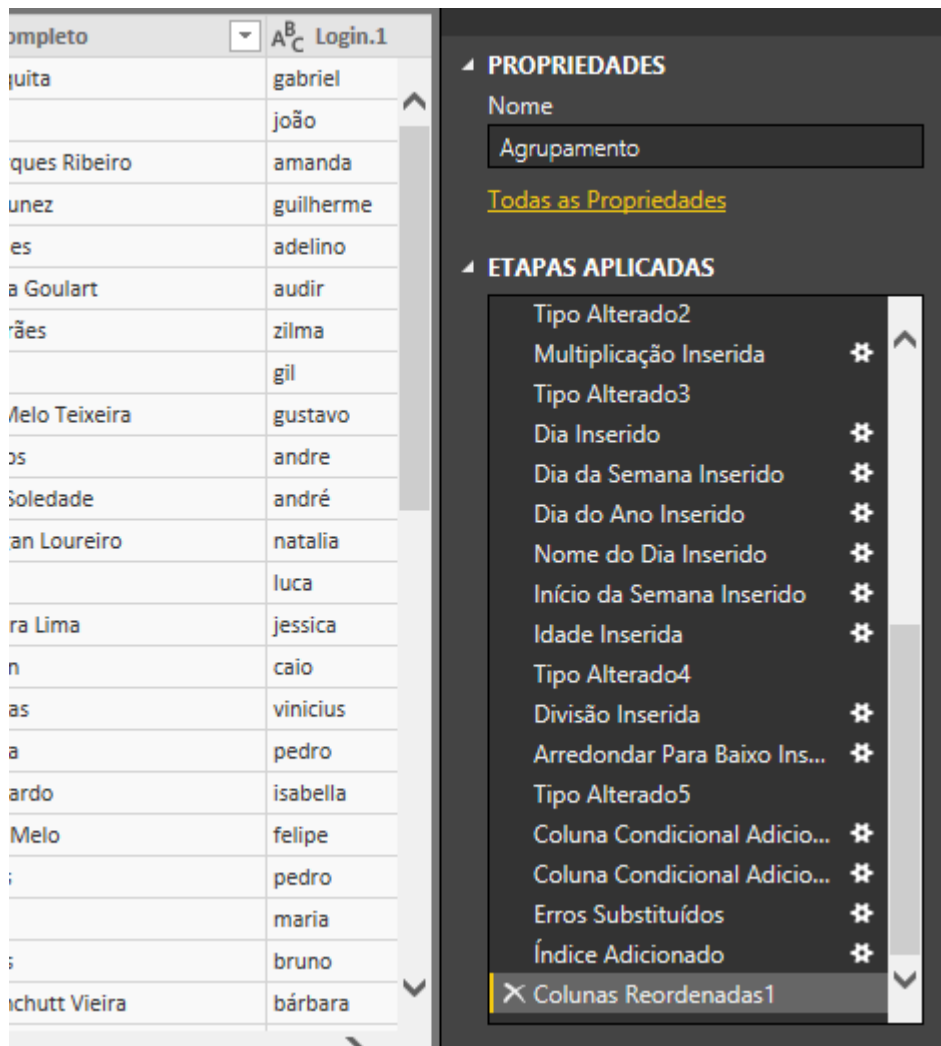 ompleto
ABC Login.1
quita
gabriel
joão
rques Ribeiro
amanda
unez
guilherme
es
adelino
a Goulart
audir
rães
zilma
gil
Melo Teixeira
gustavo
os
andre
Soledade
andré
an Loureiro
natalia
luca
ra Lima
jessica
n
caio
as
vinicius
a
pedro
ardo
isabella
Melo
felipe
s
pedro
maria
s
bruno
chutt Vieira
bárbara
PROPRIEDADES
Nome
Agrupamento
Todas as Propriedades
ETAPAS APLICADAS
Tipo Alterado2
Multiplicação Inserida
Tipo Alterado3
Dia Inserido
Dia da Semana Inserido
Dia do Ano Inserido
Nome do Dia Inserido
Início da Semana Inserido
Idade Inserida
Tipo Alterado4
Divisão Inserida
Arredondar Para Baixo Ins...
Tipo Alterado5
Coluna Condicional Adicio...
Coluna Condicional Adicio...
Erros Substituídos
Índice Adicionado
Colunas Reordenadas1